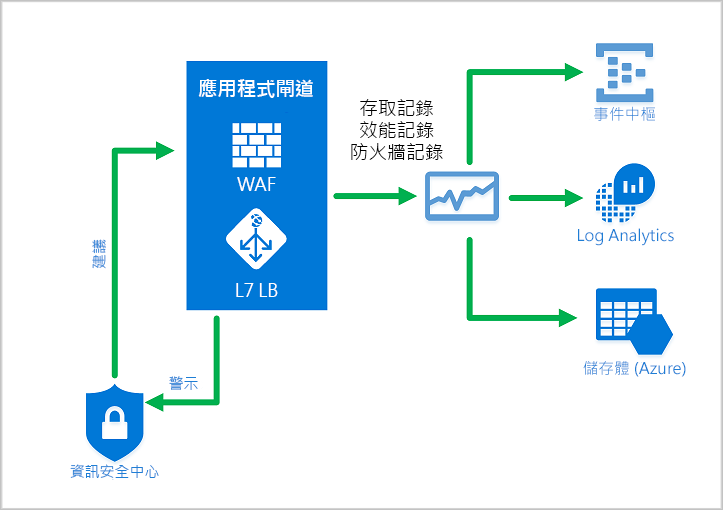 應用程式閘道
WAF
L7 LB
存取記錄
效能記錄
防火牆記錄
事件中樞
Log Analytics
儲存體 (Azure)
建議
警示
資訊安全中心